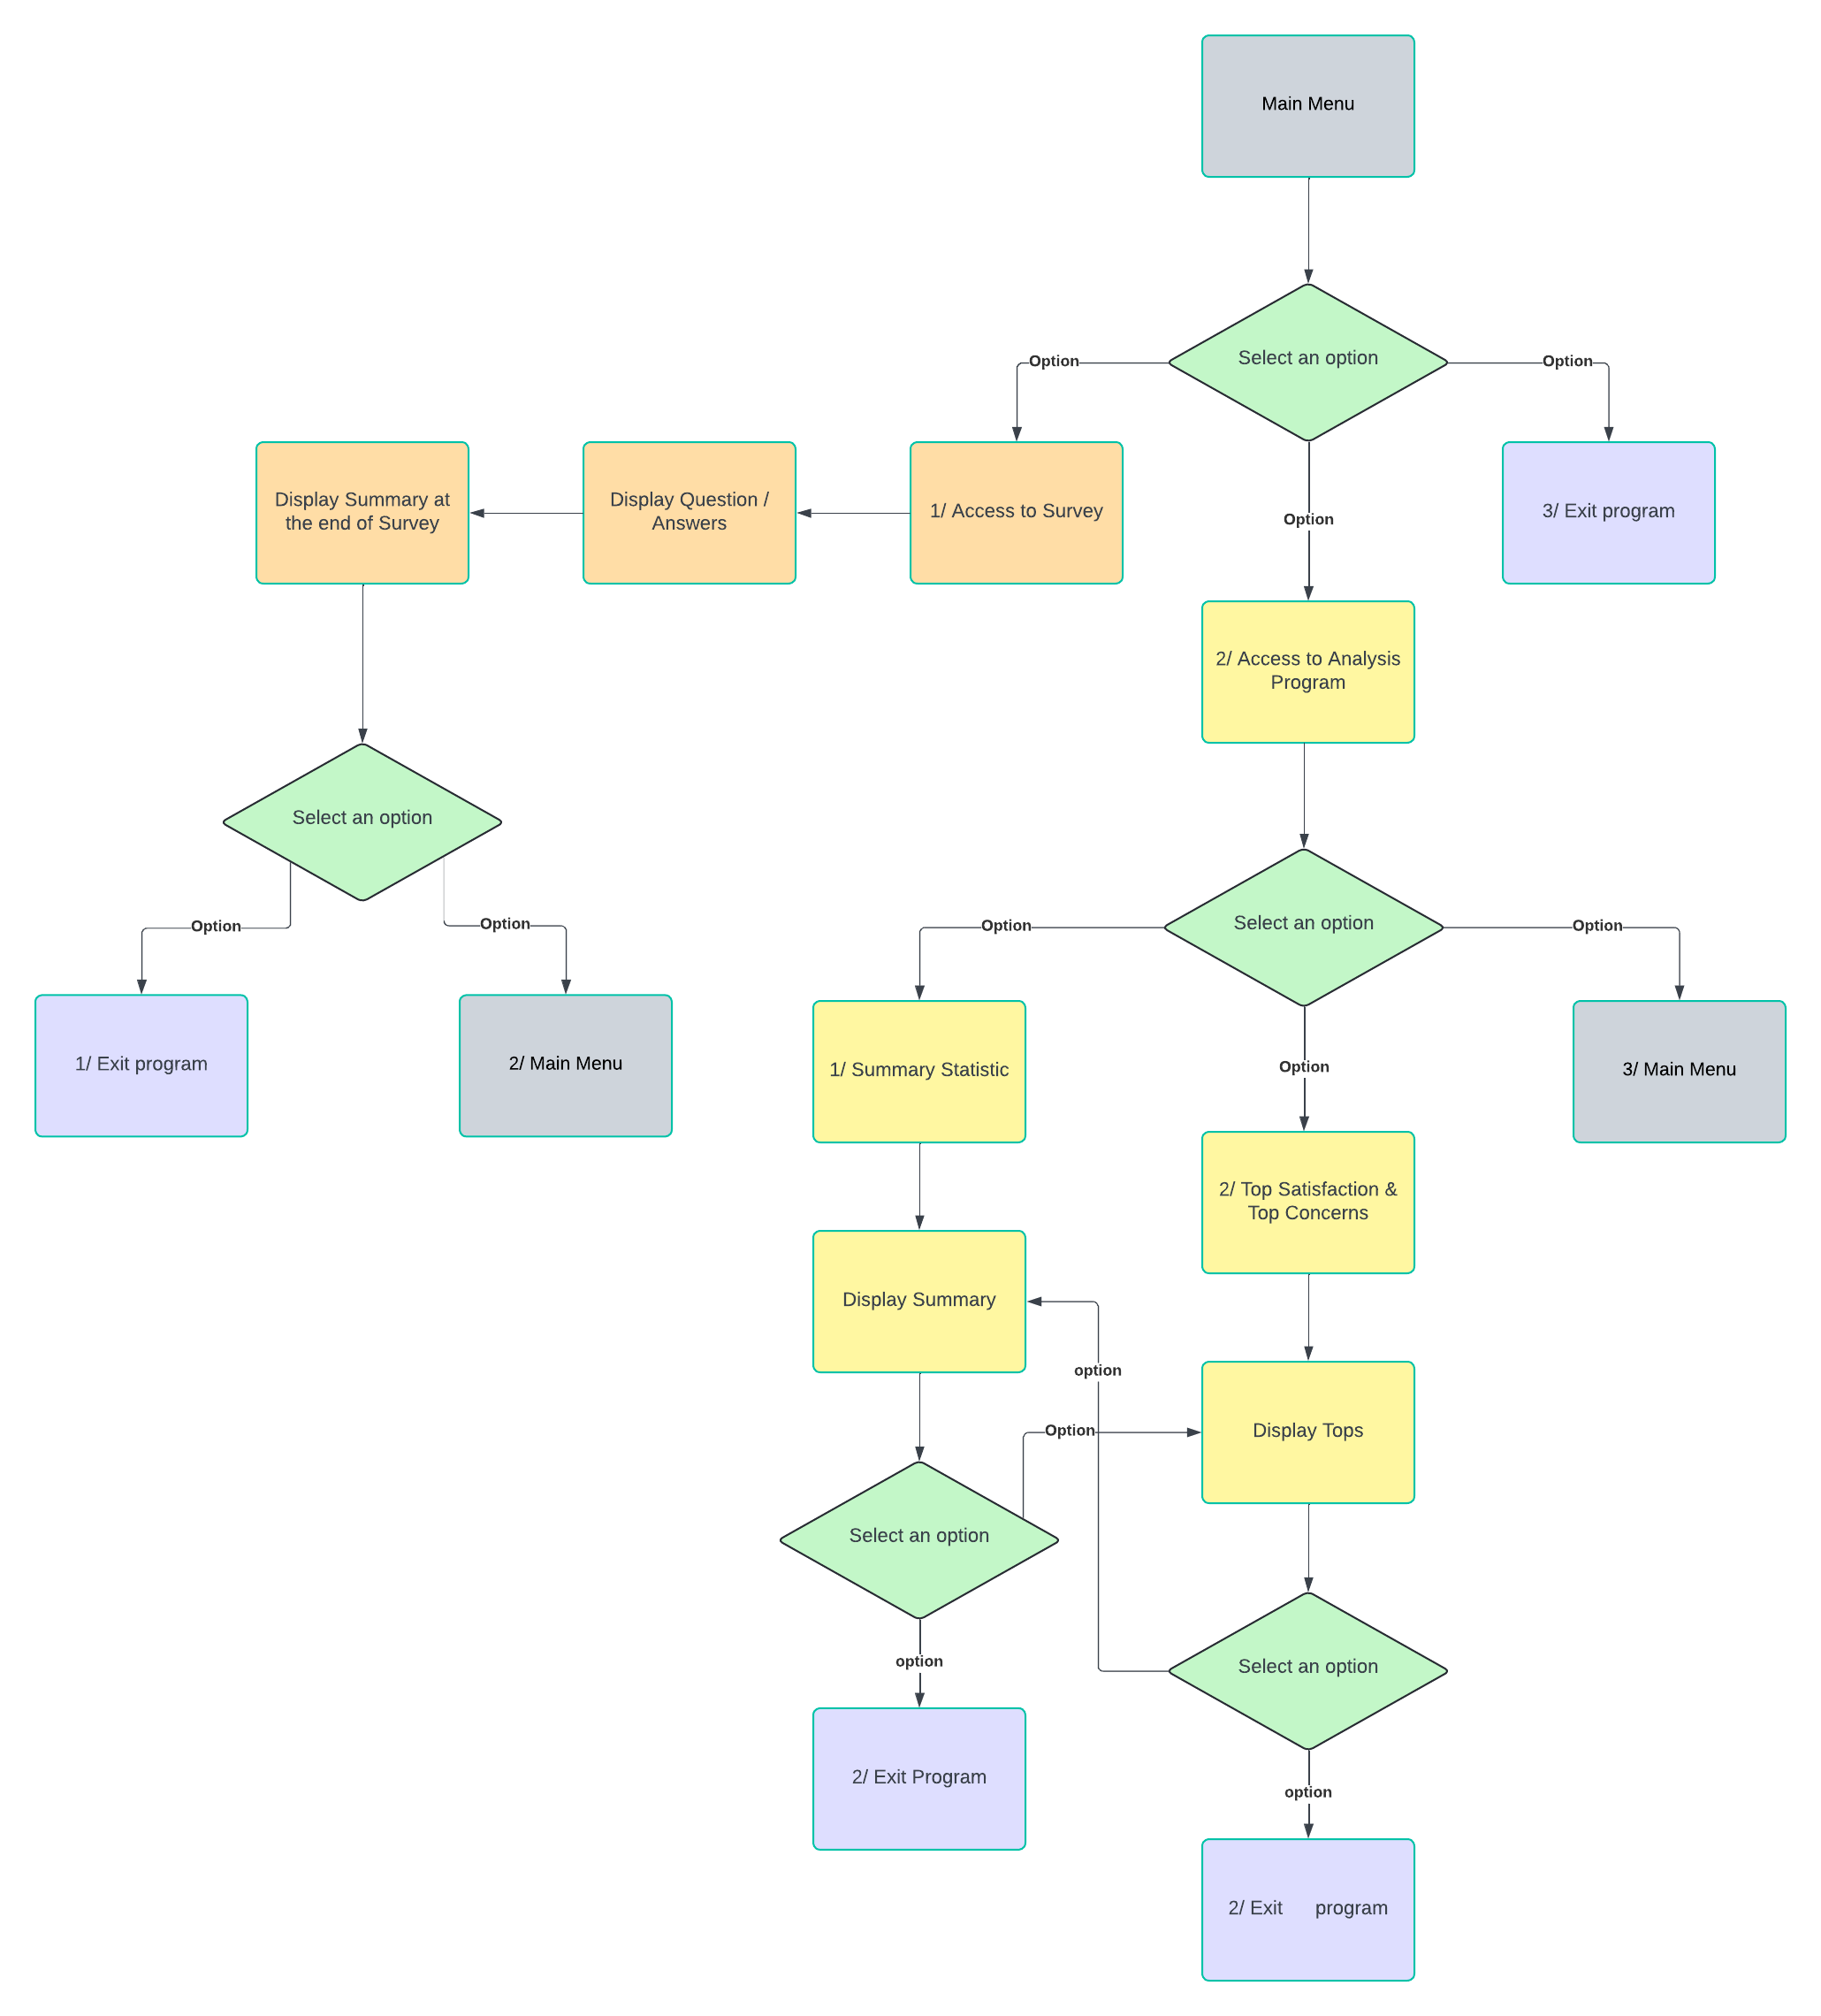 Main Menu
Select an option
Option
Option
Option
Display Summary at
the end of Survey
Display Question /
Answers
1/ Access to Survey
3/ Exit program
2/ Access to Analysis
Program
Select an option
Option
Option
1/ Exit program
2/ Main Menu
Select an option
Option
Option
Option
1/ Summary Statistic
3/ Main Menu
2/ Top Satisfaction &
Top Concerns
Display Summary
option
Option
Display Tops
Select an option
option
2/ Exit Program
Select an option
option
2/ Exit program